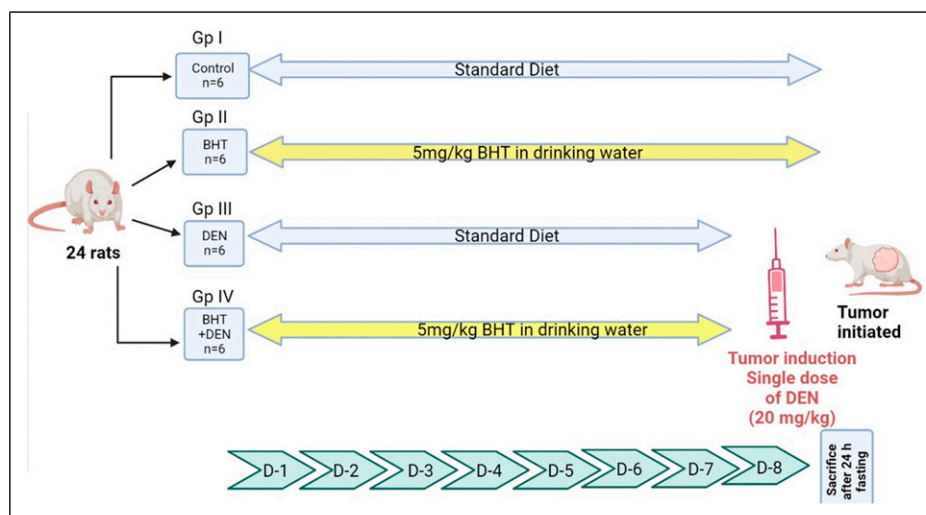 Gp I
Control
n=6
Standard Diet
Gp II
BHT
n=6
5mg/kg BHT in drinking water
24 rats
Gp III
DEN
n=6
Standard Diet
Gp IV
BHT
+DEN
n=6
5mg/kg BHT in drinking water
Tumor
initiated
Tumor induction
Single dose
of DEN
(20 mg/kg)
D-1
D-2
D-3
D-4
D-5
D-6
D-7
D-8
Sacrifice
after 24 h
fasting